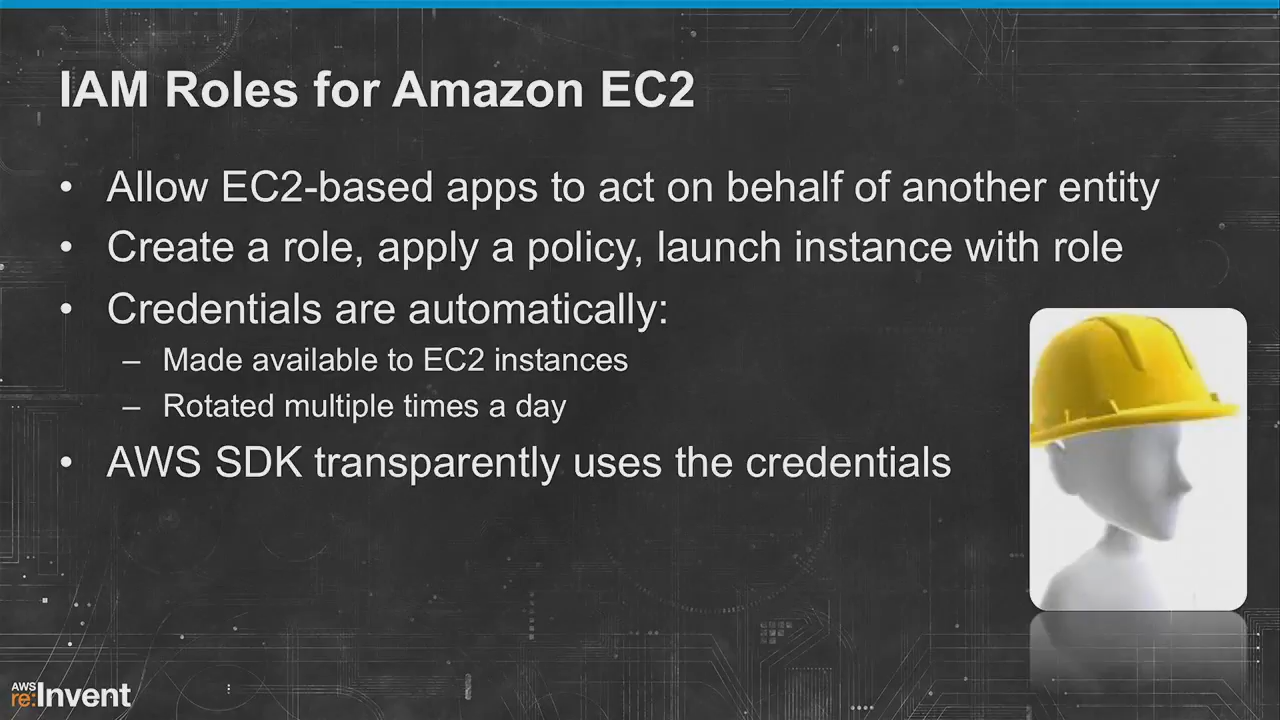 IAM Roles for Amazon EC2
• Allow EC2-based apps to act on behalf of another entity
• Create a role, apply a policy, launch instance with role
• Credentials are automatically:
– Made available to EC2 instances
– Rotated multiple times a day
• AWS SDK transparently uses the credentials
AWS
re:Invent